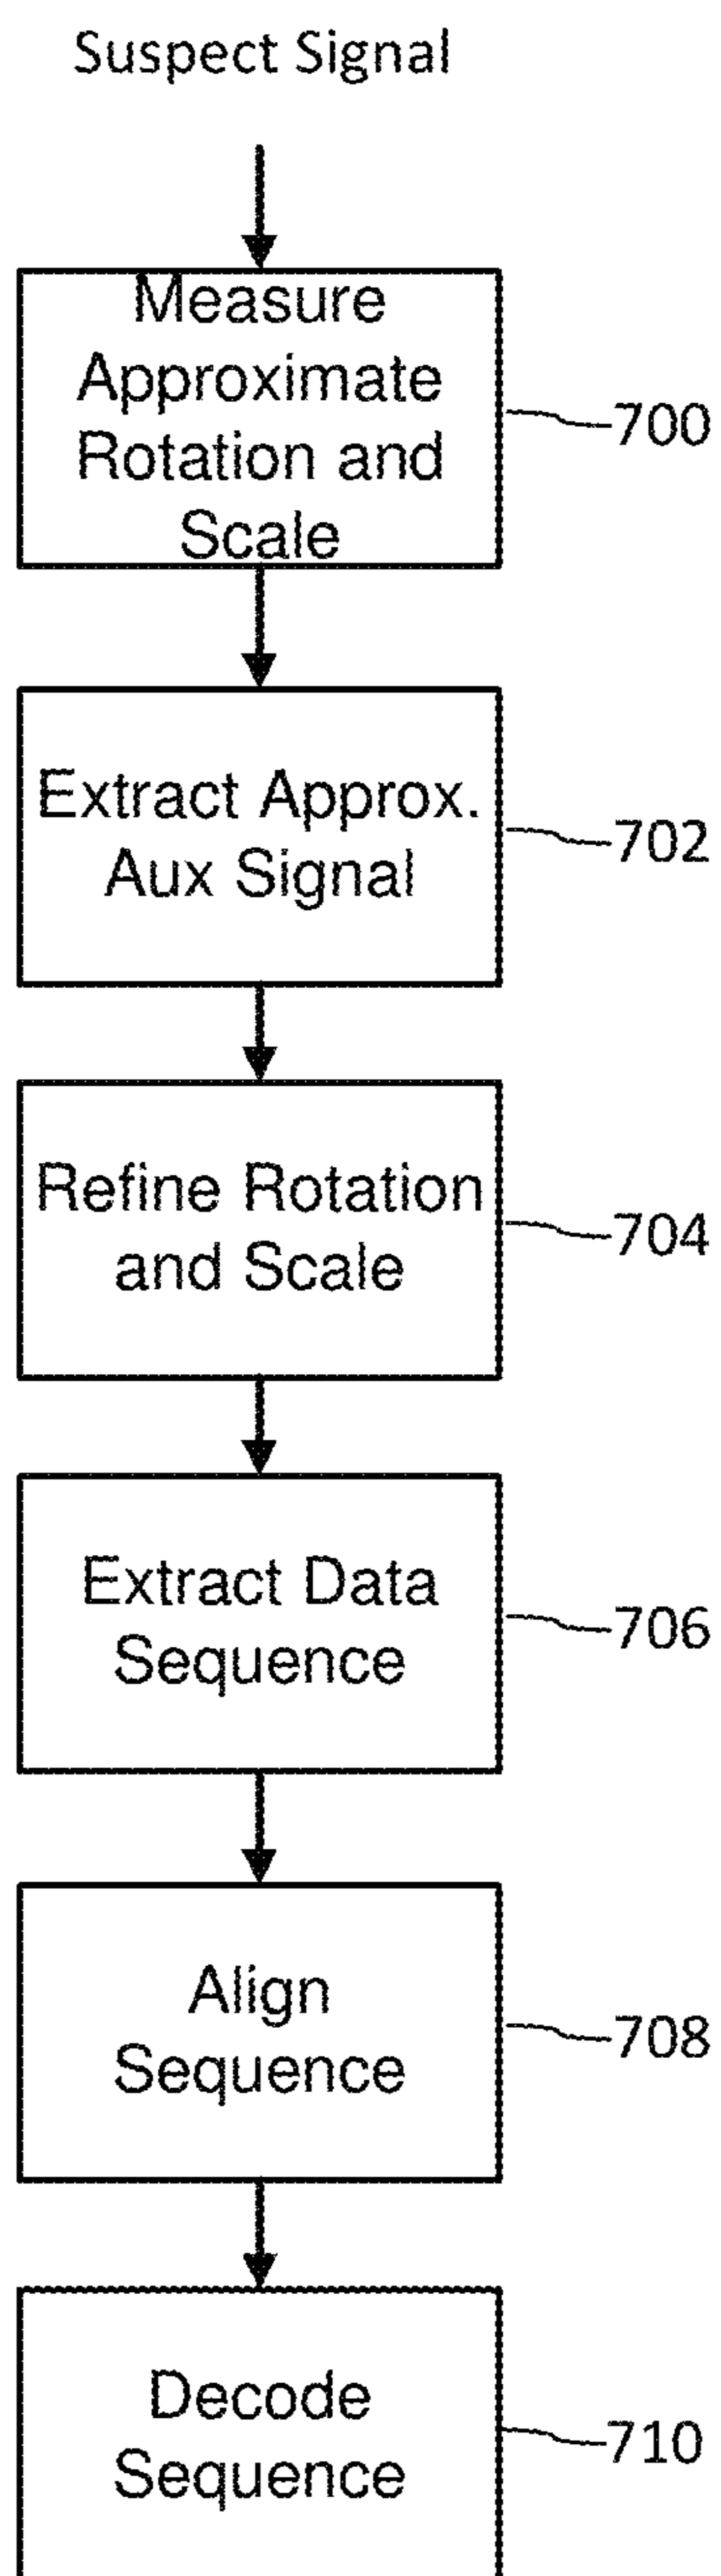 Suspect Signal
Measure
Approximate
Rotation and
Scale
700
Extract Approx.
Aux Signal
702
Refine Rotation
and Scale
704
Extract Data
Sequence
706
Align
Sequence
708
Decode
Sequence
710